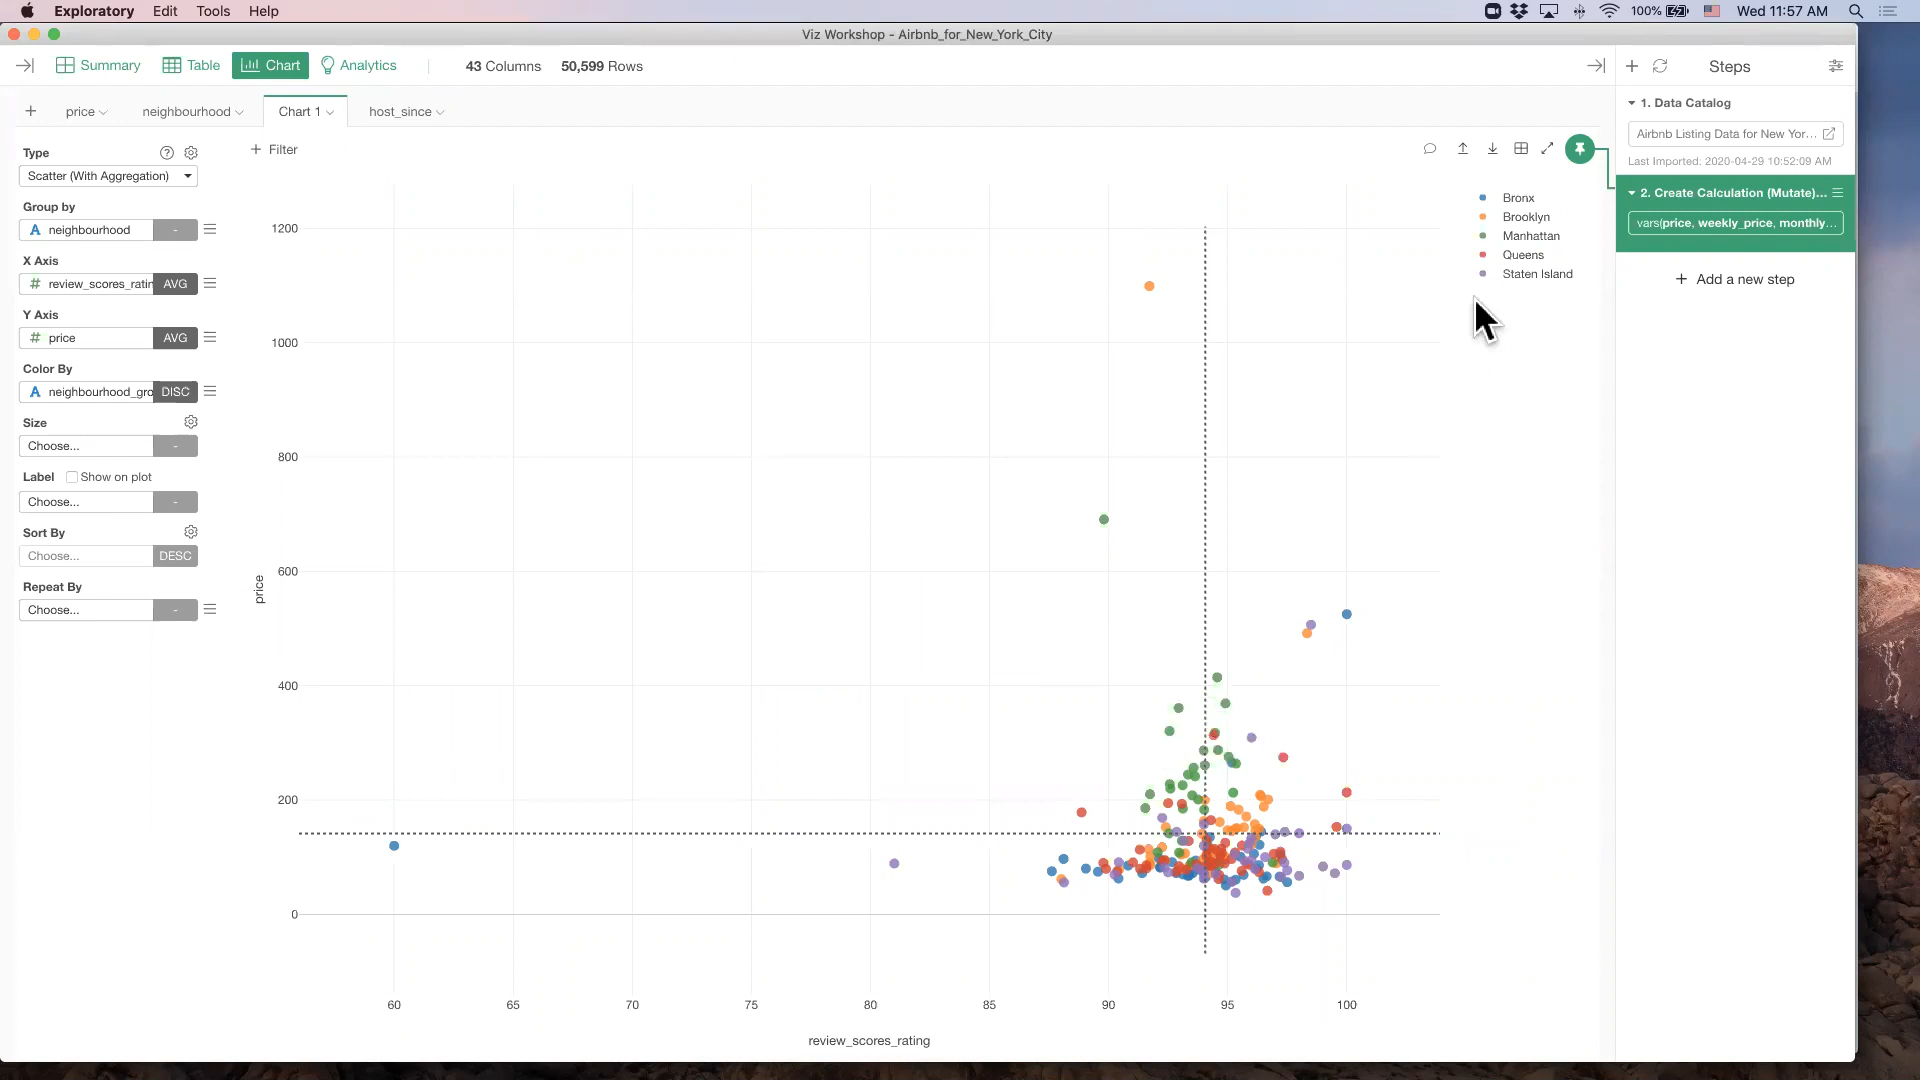 Exploratory Edit Tools Help
100% Wed 11:57 AM
Viz Workshop - Airbnb_for_New_York_City
Summary Table Chart Analytics 43 Columns 50,599 Rows
Steps
price neighbourhood Chart 1 host_since
1. Data Catalog
Airbnb Listing Data for New Yor...
Last Imported: 2020-04-29 10:52:09 AM
2. Create Calculation (Mutate)...
vars(price, weekly_price, monthly...
Add a new step
Filter
Type
Scatter (With Aggregation)
Group by
A neighbourhood -
X Axis
# review_scores_ratin AVG
Y Axis
# price AVG
Color By
A neighbourhood_gro DISC
Size
Choose... -
Label Show on plot
Choose... -
Sort By
Choose... DESC
Repeat By
Choose... -
Bronx
Brooklyn
Manhattan
Queens
Staten Island
1200
1000
800
600
400
200
0
price
60 65 70 75 80 85 90 95 100
review_scores_rating